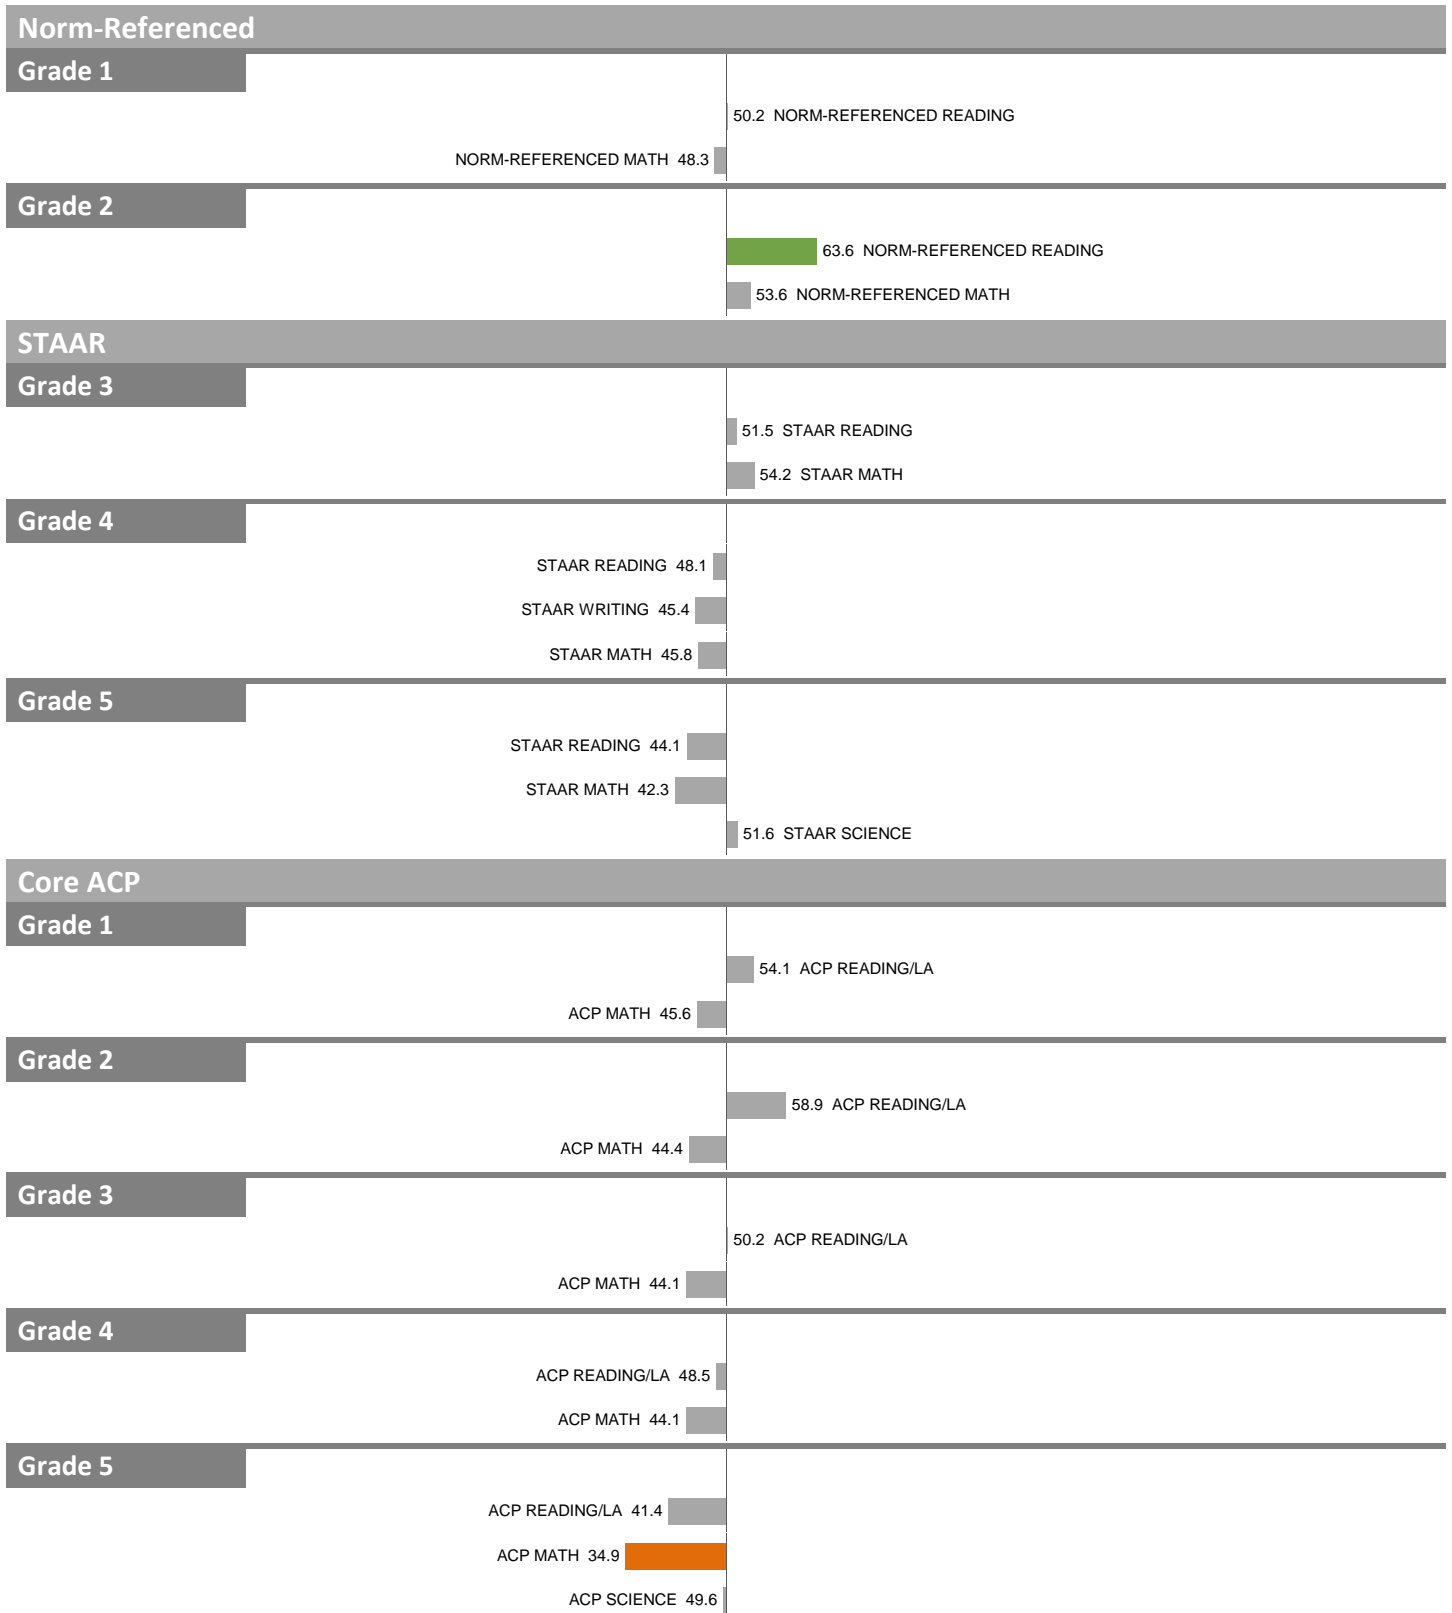 Norm-Referenced
Grade 1
50.2 NORM-REFERENCED READING
NORM-REFERENCED MATH 48.3
Grade 2
63.6 NORM-REFERENCED READING
53.6 NORM-REFERENCED MATH
STAAR
Grade 3
51.5 STAAR READING
54.2 STAAR MATH
Grade 4
STAAR READING 48.1
STAAR WRITING 45.4
STAAR MATH 45.8
Grade 5
STAAR READING 44.1
STAAR MATH 42.3
51.6 STAAR SCIENCE
Core ACP
Grade 1
54.1 ACP READING/LA
ACP MATH 45.6
Grade 2
58.9 ACP READING/LA
ACP MATH 44.4
Grade 3
50.2 ACP READING/LA
ACP MATH 44.1
Grade 4
ACP READING/LA 48.5
ACP MATH 44.1
Grade 5
ACP READING/LA 41.4
ACP MATH 34.9
ACP SCIENCE 49.6